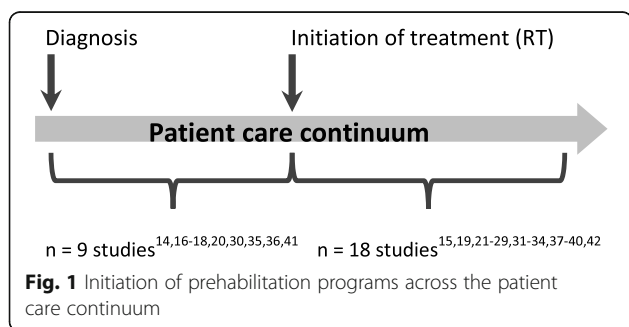 Diagnosis Initiation of treatment (RT)
Patient care continuum
n = 9 studies14,16-18,20,30,35,36,41 n = 18 studies15,19,21-29,31-34,37-40,42
Fig. 1 Initiation of prehabilitation programs across the patient
care continuum